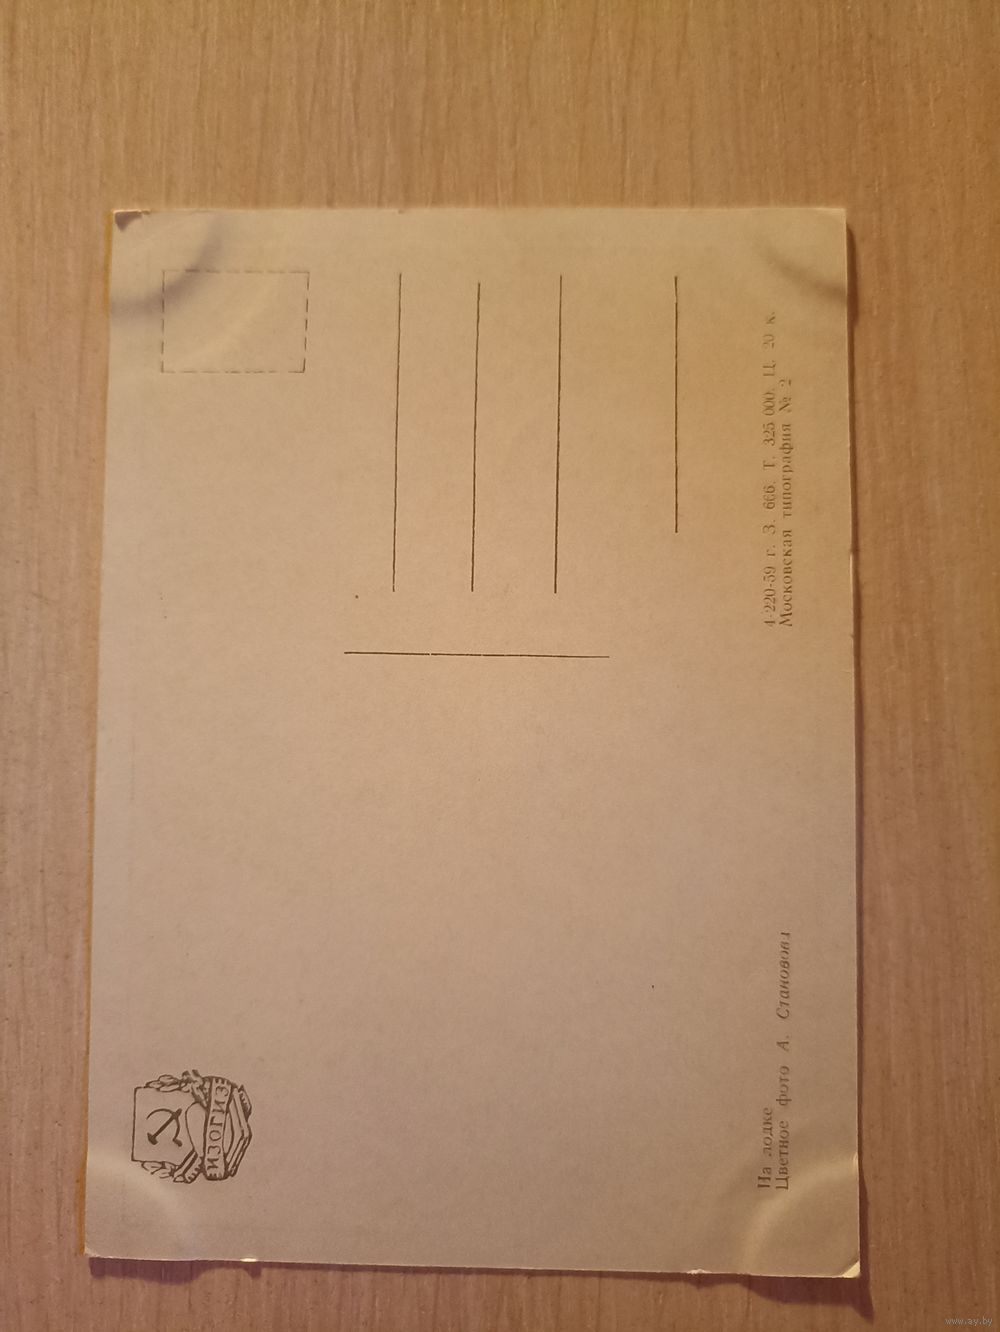 ИЗОГИЗ
На лодке
Цветное фото А. Становова
4-220-59 г. З. 666. Т. 325 000. Ц. 20 к.
Московская типография № 2
www.ay.by